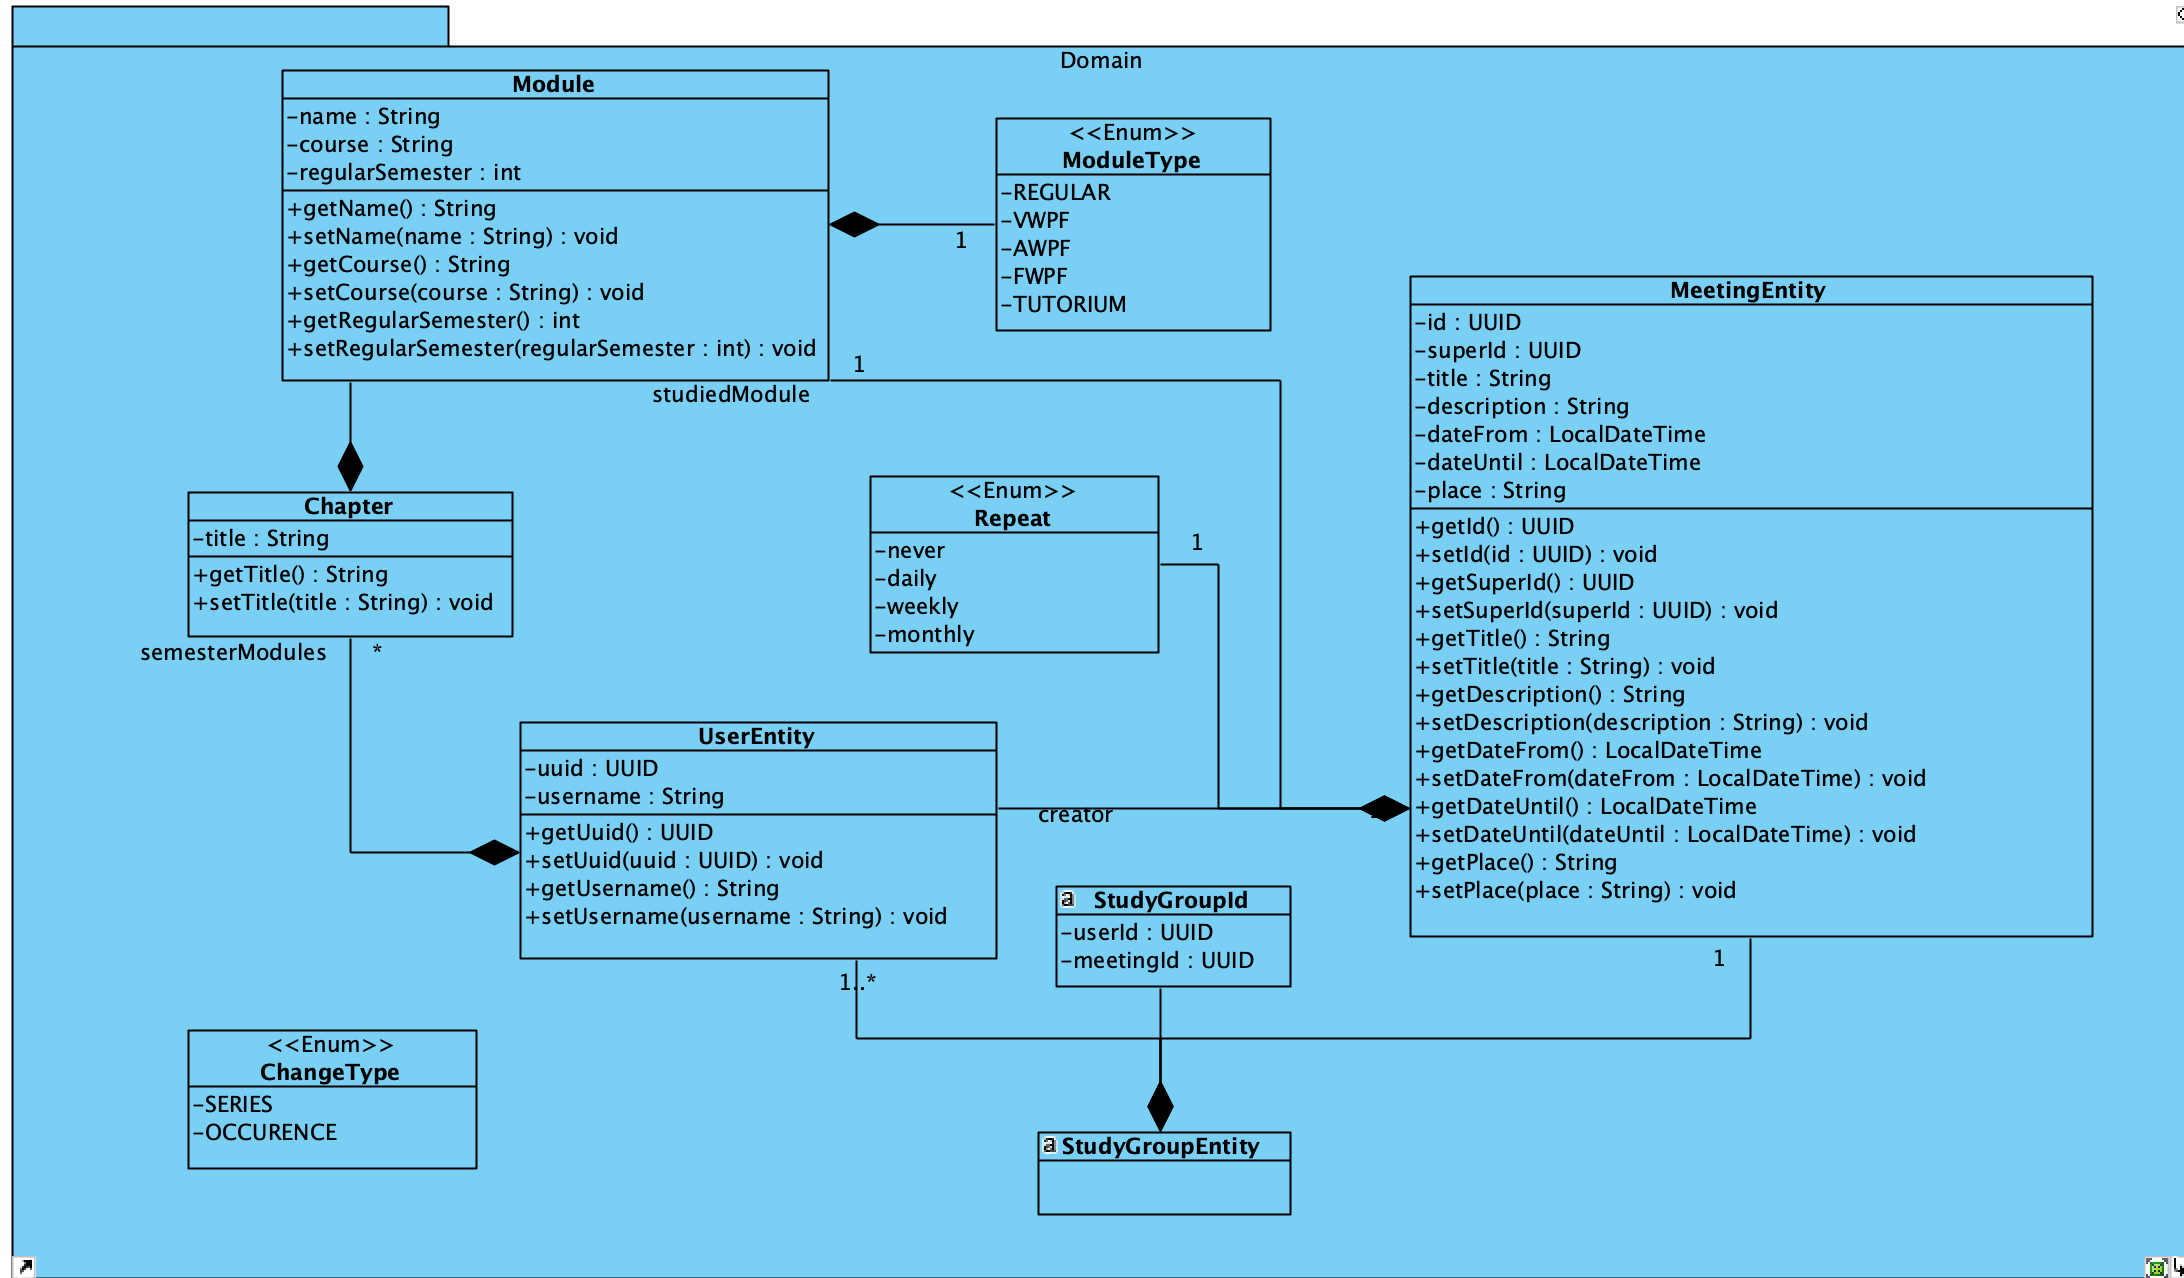 Domain
Module
-name : String
-course : String
-regularSemester : int
+getName() : String
+setName(name : String) : void
+getCourse() : String
+setCourse(course : String) : void
+getRegularSemester() : int
+setRegularSemester(regularSemester : int) : void
<<Enum>>
ModuleType
-REGULAR
-VWPF
-AWPF
-FWPF
-TUTORIUM
1
1
studiedModule
MeetingEntity
-id : UUID
-superId : UUID
-title : String
-description : String
-dateFrom : LocalDateTime
-dateUntil : LocalDateTime
-place : String
+getId() : UUID
+setId(id : UUID) : void
+getSuperId() : UUID
+setSuperId(superId : UUID) : void
+getTitle() : String
+setTitle(title : String) : void
+getDescription() : String
+setDescription(description : String) : void
+getDateFrom() : LocalDateTime
+setDateFrom(dateFrom : LocalDateTime) : void
+getDateUntil() : LocalDateTime
+setDateUntil(dateUntil : LocalDateTime) : void
+getPlace() : String
+setPlace(place : String) : void
Chapter
-title : String
+getTitle() : String
+setTitle(title : String) : void
semesterModules *
<<Enum>>
Repeat
-never
-daily
-weekly
-monthly
1
UserEntity
-uuid : UUID
-username : String
+getUuid() : UUID
+setUuid(uuid : UUID) : void
+getUsername() : String
+setUsername(username : String) : void
creator
1..*
1
a StudyGroupId
-userId : UUID
-meetingId : UUID
<<Enum>>
ChangeType
-SERIES
-OCCURENCE
a StudyGroupEntity